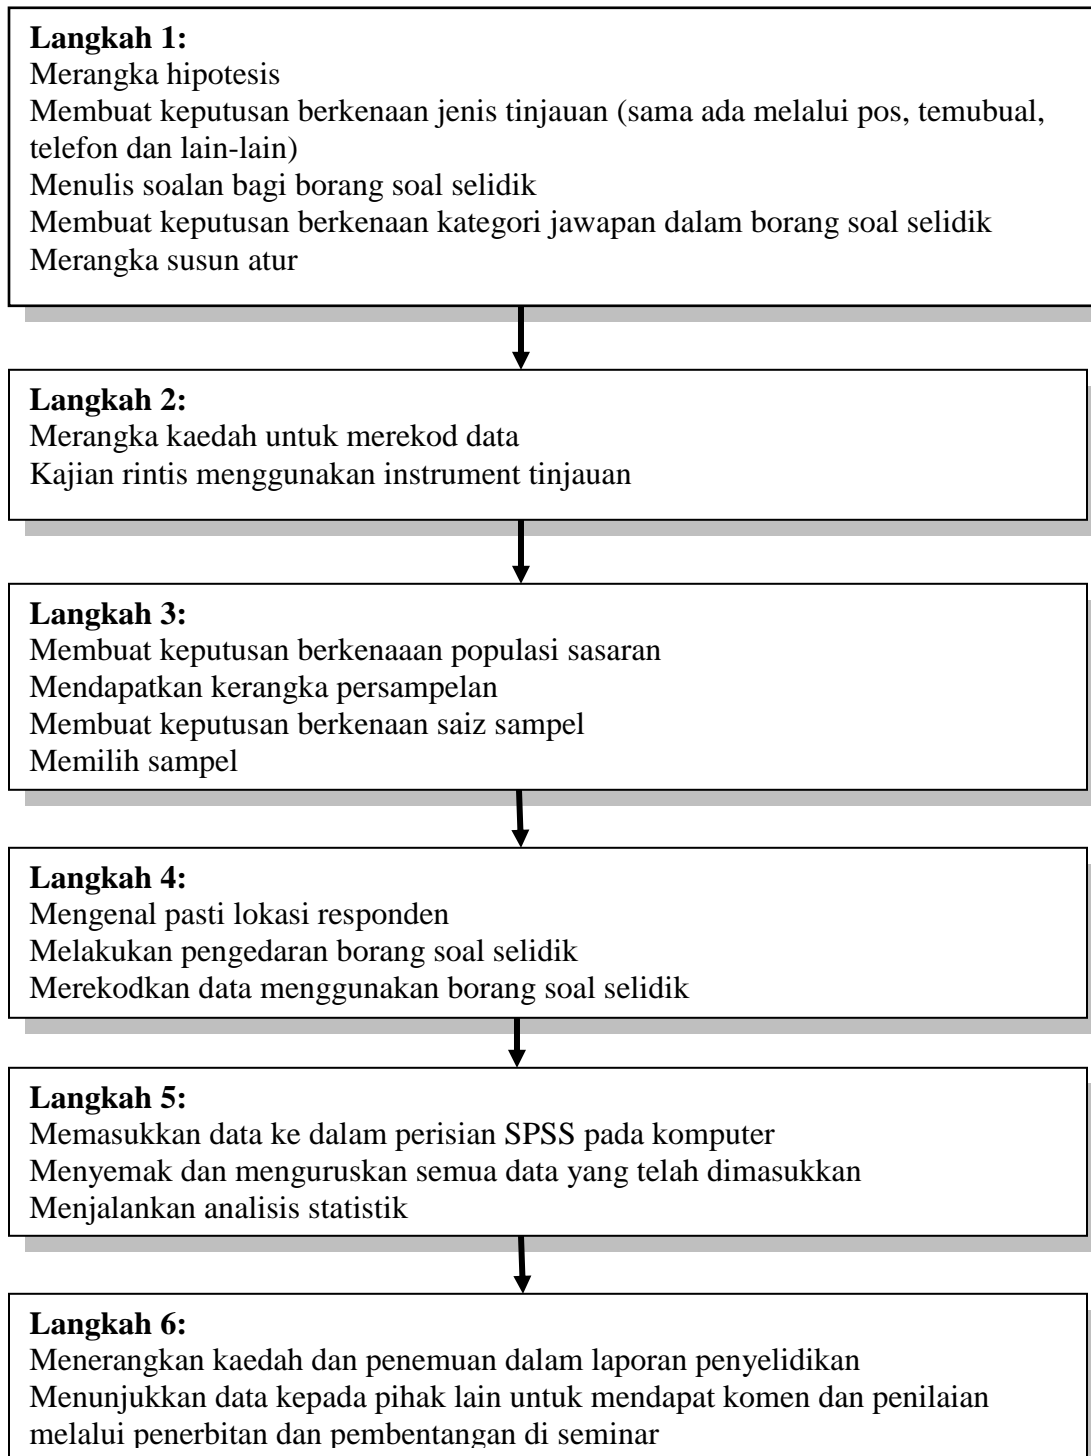 Langkah 1:
Merangka hipotesis
Membuat keputusan berkenaan jenis tinjauan (sama ada melalui pos, temubual,
telefon dan lain-lain)
Menulis soalan bagi borang soal selidik
Membuat keputusan berkenaan kategori jawapan dalam borang soal selidik
Merangka susun atur
Langkah 2:
Merangka kaedah untuk merekod data
Kajian rintis menggunakan instrument tinjauan
Langkah 3:
Membuat keputusan berkenaaan populasi sasaran
Mendapatkan kerangka persampelan
Membuat keputusan berkenaan saiz sampel
Memilih sampel
Langkah 4:
Mengenal pasti lokasi responden
Melakukan pengedaran borang soal selidik
Merekodkan data menggunakan borang soal selidik
Langkah 5:
Memasukkan data ke dalam perisian SPSS pada komputer
Menyemak dan menguruskan semua data yang telah dimasukkan
Menjalankan analisis statistik
Langkah 6:
Menerangkan kaedah dan penemuan dalam laporan penyelidikan
Menunjukkan data kepada pihak lain untuk mendapat komen dan penilaian
melalui penerbitan dan pembentangan di seminar